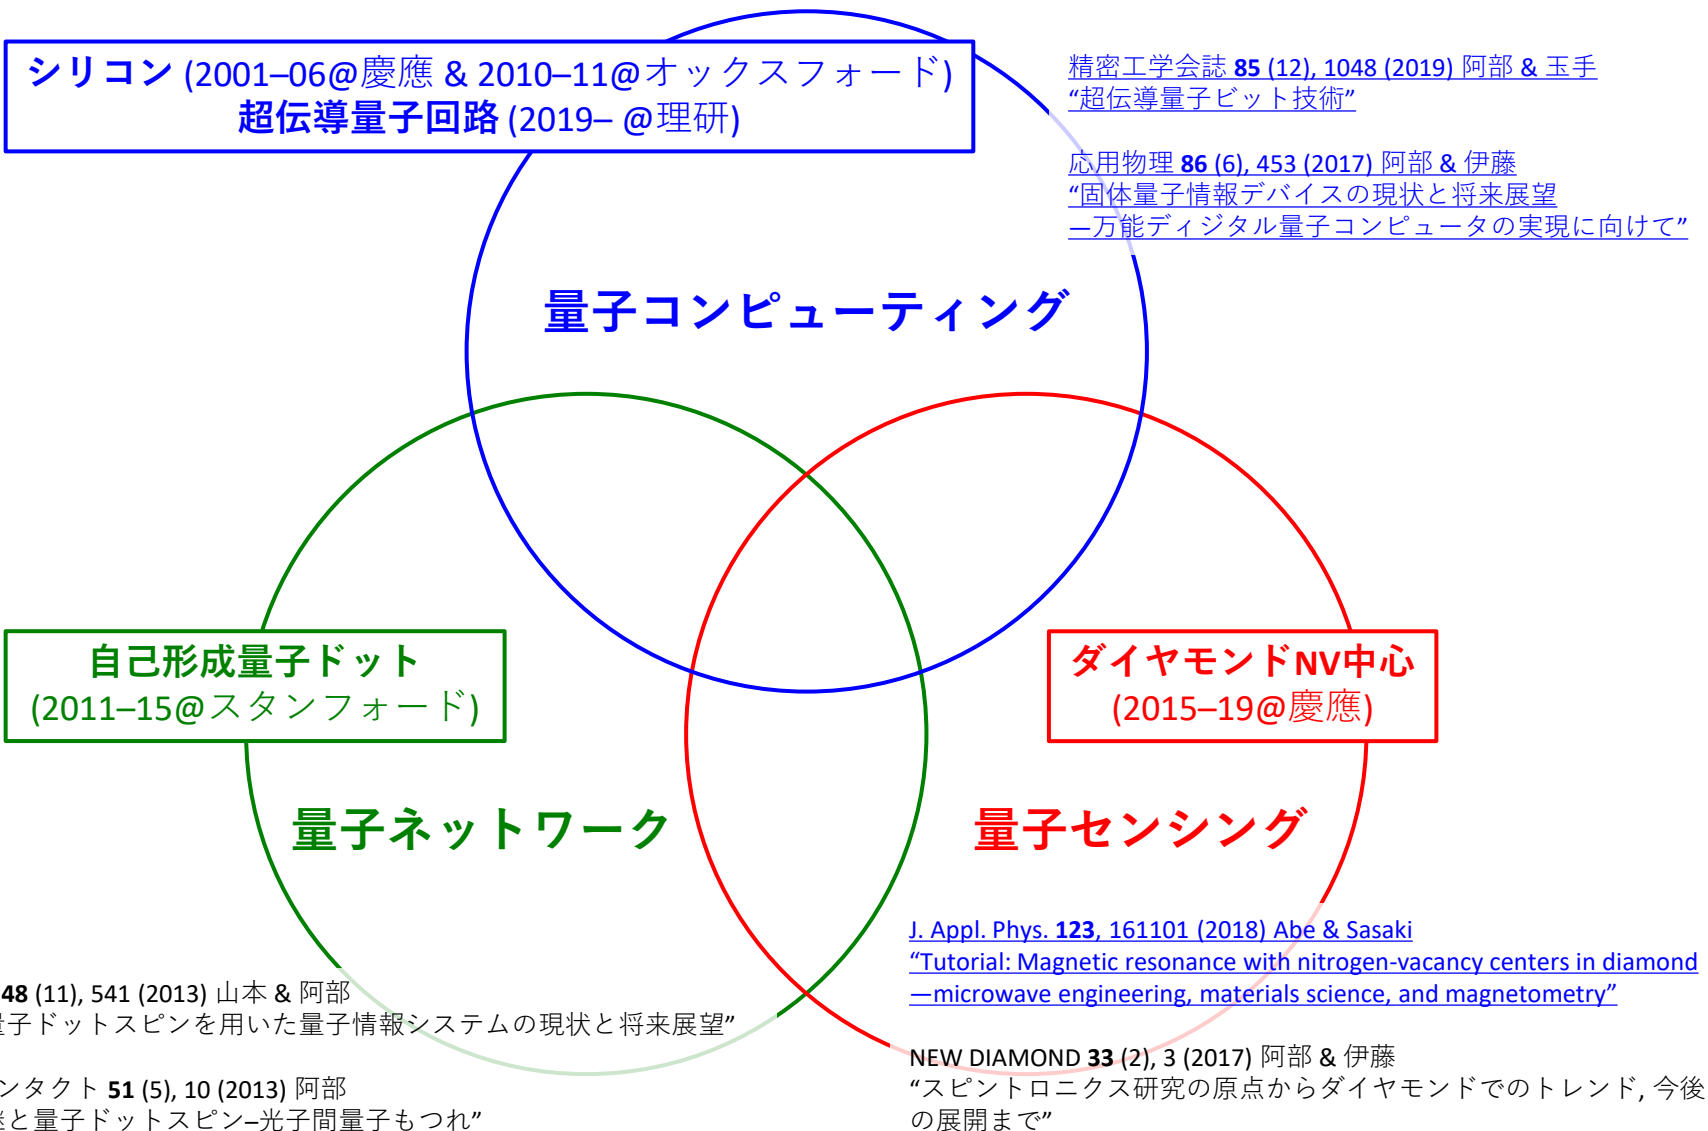 シリコン (2001–06@慶應 & 2010–11@オックスフォード)
超伝導量子回路 (2019– @理研)
精密工学会誌 85 (12), 1048 (2019) 阿部 & 玉手
“超伝導量子ビット技術”
応用物理 86 (6), 453 (2017) 阿部 & 伊藤
“固体量子情報デバイスの現状と将来展望
—万能ディジタル量子コンピュータの実現に向けて”
量子コンピューティング
自己形成量子ドット
(2011–15@スタンフォード)
ダイヤモンドNV中心
(2015–19@慶應)
量子ネットワーク
量子センシング
48 (11), 541 (2013) 山本 & 阿部
量子ドットスピンを用いた量子情報システムの現状と将来展望”
ンタクト 51 (5), 10 (2013) 阿部
と量子ドットスピン–光子間量子もつれ”
J. Appl. Phys. 123, 161101 (2018) Abe & Sasaki
“Tutorial: Magnetic resonance with nitrogen-vacancy centers in diamond
—microwave engineering, materials science, and magnetometry”
NEW DIAMOND 33 (2), 3 (2017) 阿部 & 伊藤
“スピントロニクス研究の原点からダイヤモンドでのトレンド, 今後
の展開まで”